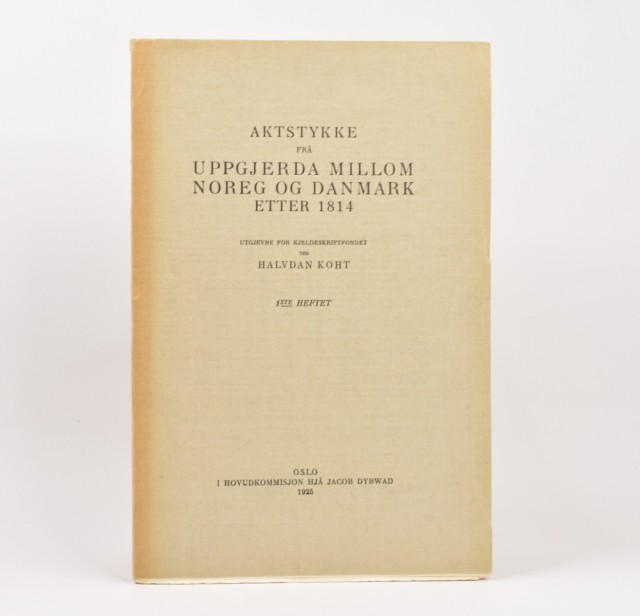 AKTSTYKKE
FRÅ
UPPGJERDA MILLOM
NOREG OG DANMARK
ETTER 1814
UTGJEVNE FOR KJELDESKRIFTFONDET
VED
HALVDAN KOHT
1STE HEFTET
OSLO
I HOVUDKOMMISJON HJÅ JACOB DYBWAD
1925